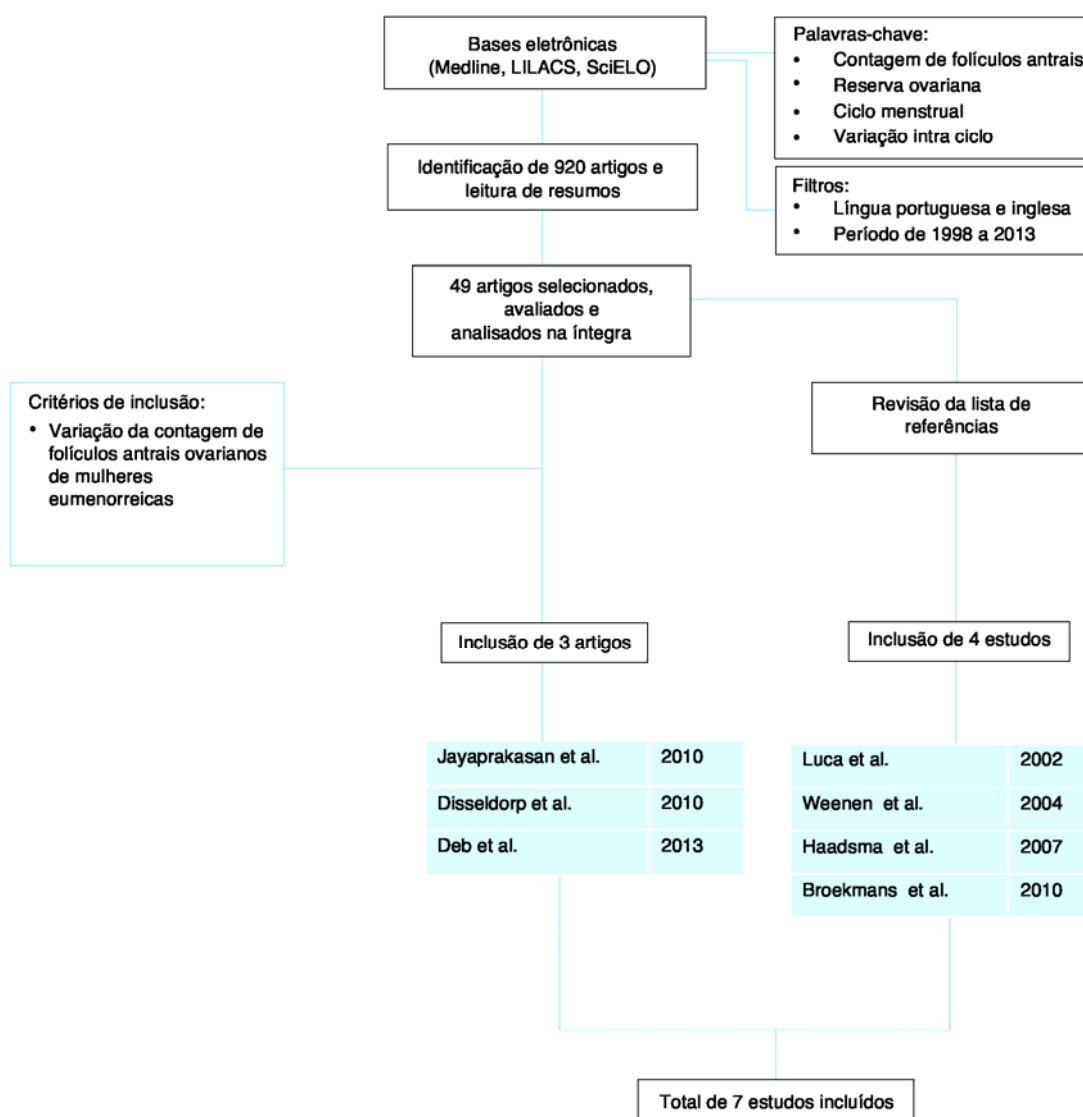 Bases eletrônicas
(Medline, LILACS, SciELO)
Palavras-chave:
• Contagem de folículos antrais
• Reserva ovariana
• Ciclo menstrual
• Variação intra ciclo
Identificação de 920 artigos e
leitura de resumos
Filtros:
• Língua portuguesa e inglesa
• Período de 1998 a 2013
49 artigos selecionados,
avaliados e
analisados na íntegra
Critérios de inclusão:
• Variação da contagem de
folículos antrais ovarianos
de mulheres
eumenorreicas
Revisão da lista de
referências
Inclusão de 3 artigos
Inclusão de 4 estudos
Jayaprakasan et al. 2010
Disseldorp et al. 2010
Deb et al. 2013
Luca et al. 2002
Weenen et al. 2004
Haadsma et al. 2007
Broekmans et al. 2010
Total de 7 estudos incluídos